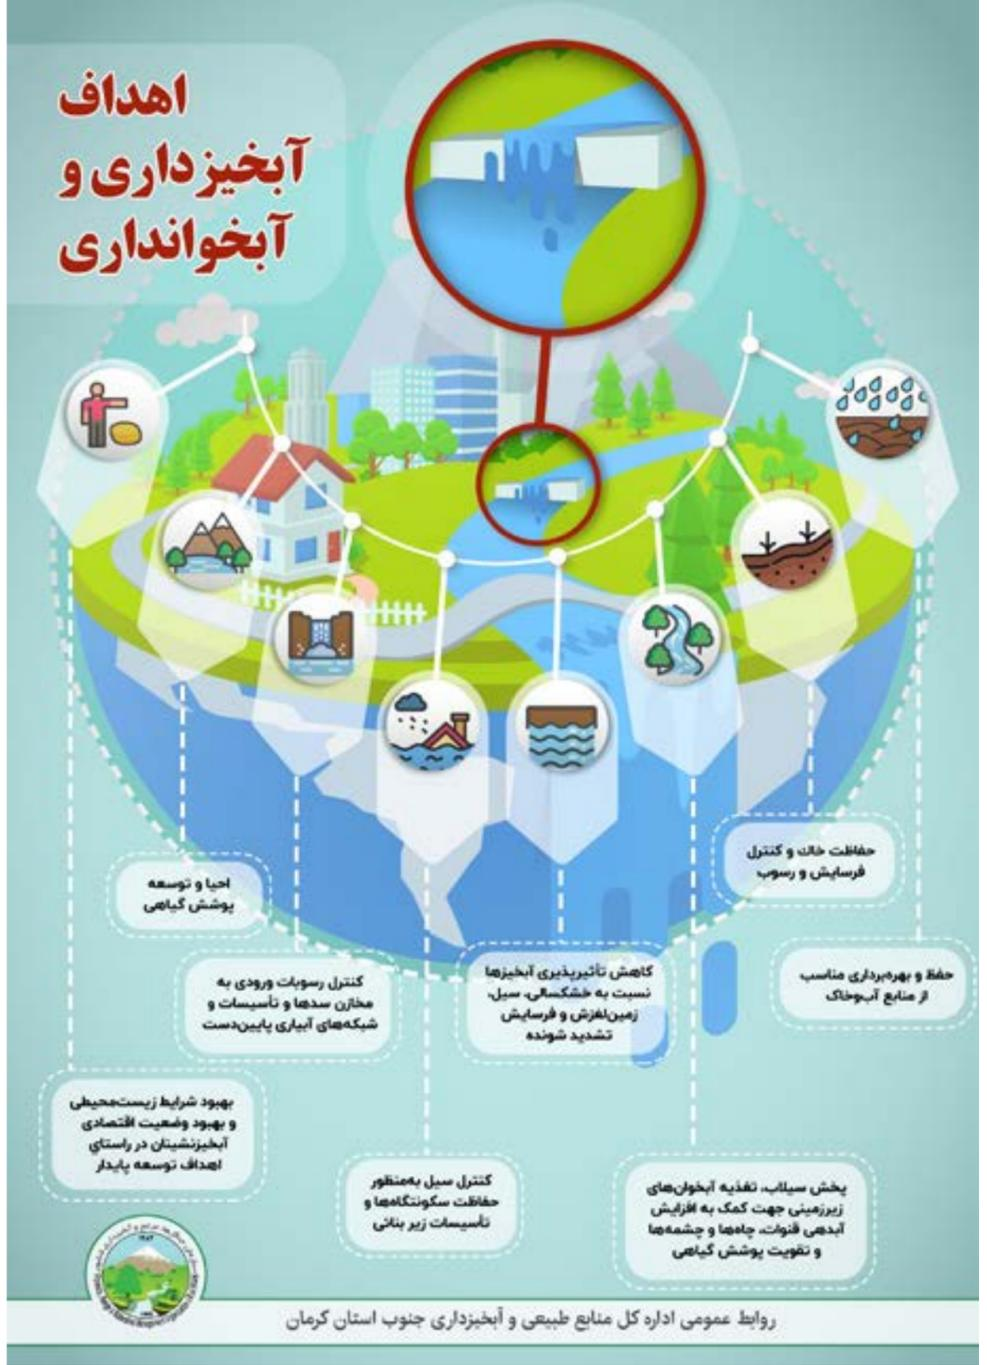 اهداف
آبخیزداری و
آبخوانداری
حفاظت خاك و کنترل
فرسایش و رسوب
احیا و توسعه
پوشش گیاهی
حفظ و بهره‌برداری مناسب
از منابع آب‌وخاک
کاهش تأثیرپذیری آبخیزها
نسبت به خشکسالی، سیل،
زمین‌لغزش و فرسایش
تشدید شونده
کنترل رسوبات ورودی به
مخازن سدها و تأسیسات و
شبکه‌های آبیاری پایین‌دست
بهبود شرایط زیست‌محیطی
و بهبود وضعیت اقتصادی
آبخیزنشینان در راستای
اهداف توسعه پایدار
کنترل سیل به‌منظور
حفاظت سکونتگاه‌ها و
تأسیسات زیر بنائی
پخش سیلاب، تغذیه آبخوان‌های
زیرزمینی جهت کمک به افزایش
آبدهی قنوات، چاه‌ها و چشمه‌ها
و تقویت پوشش گیاهی
روابط عمومی اداره کل منابع طبیعی و آبخیزداری جنوب استان کرمان